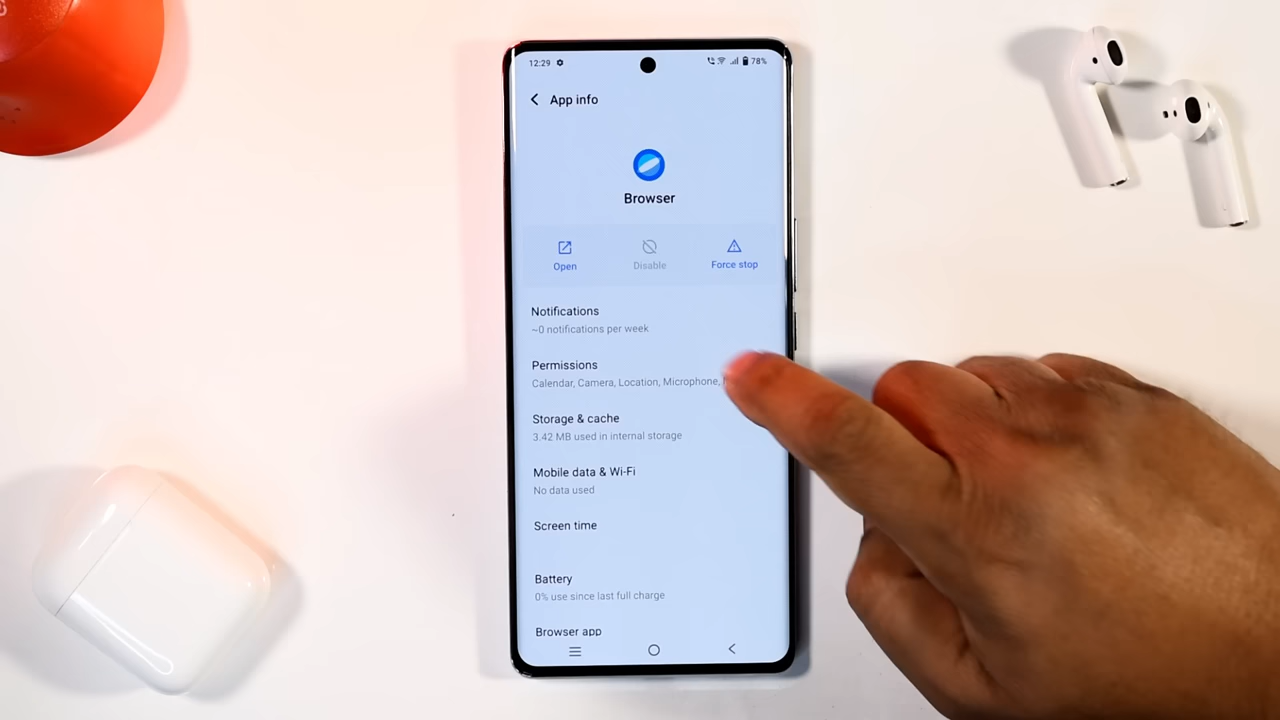 12:29 78%
App info
Browser
Open Disable Force stop
Notifications
~0 notifications per week
Permissions
Calendar, Camera, Location, Microphone,
Storage & cache
3.42 MB used in internal storage
Mobile data & Wi-Fi
No data used
Screen time
Battery
0% use since last full charge
Browser app